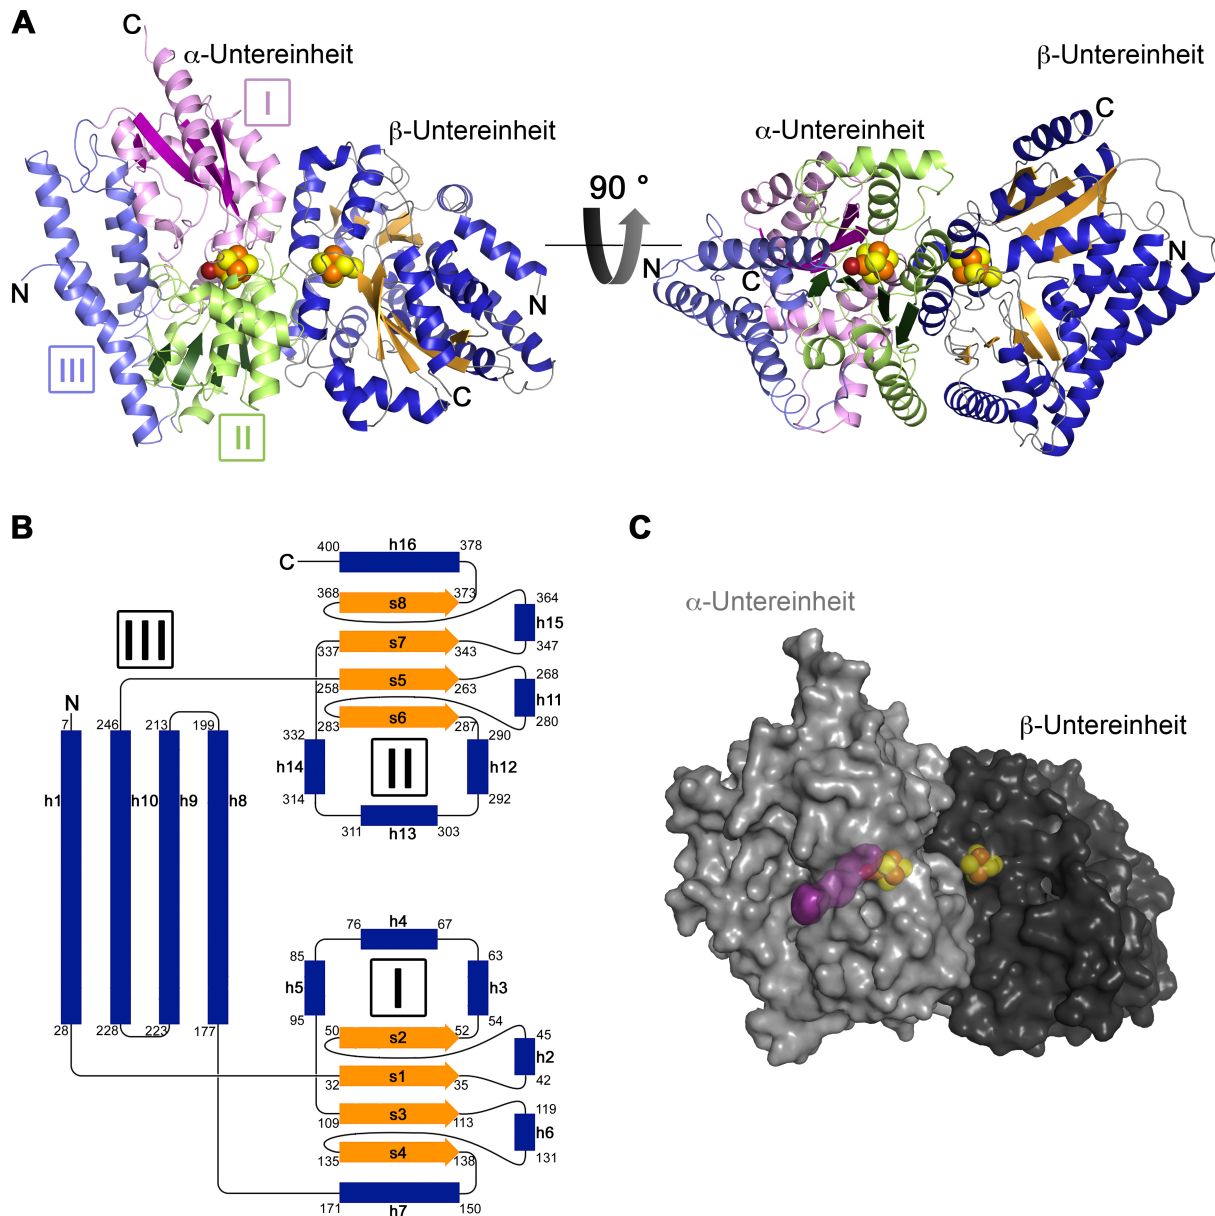 A
C
α-Untereinheit
I
β-Untereinheit
N
III
II
N
C
90 °
β-Untereinheit
C
α-Untereinheit
N
C
N
B
C
400
h16
378
368
s8
373
364
h15
347
337
s7
343
258
s5
263
268
h11
280
283
s6
287
III
N
7
246
213
199
332
h14
314
II
290
h12
292
311
h13
303
h1
h10
h9
h8
28
228
223
177
76
h4
67
85
h5
95
I
63
h3
54
50
s2
52
45
h2
42
32
s1
35
109
s3
113
119
h6
131
135
s4
138
171
h7
150
C
α-Untereinheit
β-Untereinheit